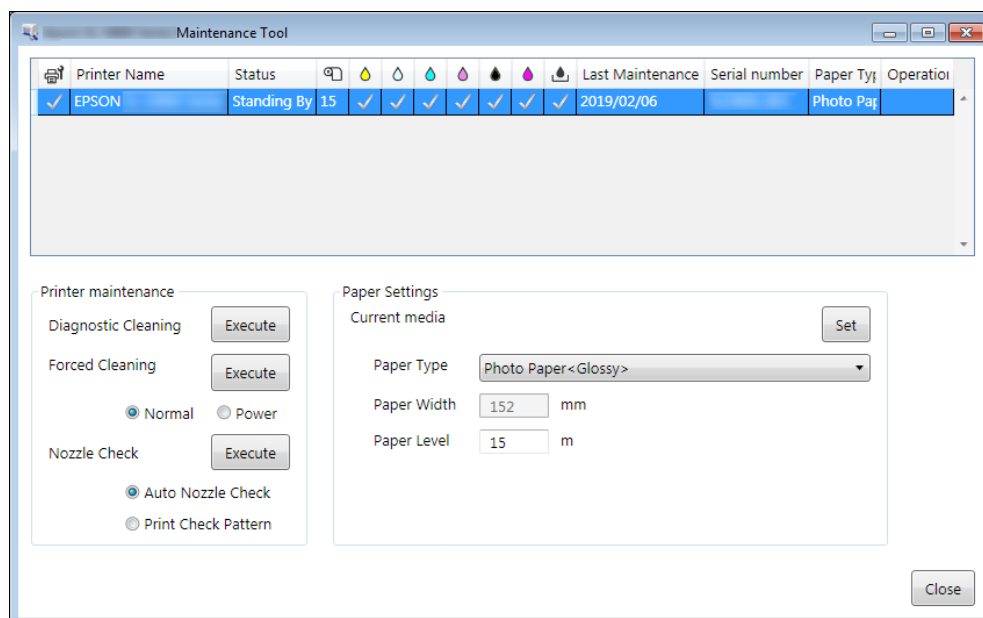 Maintenance Tool
Printer Name Status Last Maintenance Serial number Paper Typ Operation
EPSON Standing By 15 2019/02/06 Photo Pap
Printer maintenance
Diagnostic Cleaning Execute
Forced Cleaning Execute
Normal Power
Nozzle Check Execute
Auto Nozzle Check
Print Check Pattern
Paper Settings
Current media Set
Paper Type Photo Paper<Glossy>
Paper Width 152 mm
Paper Level 15 m
Close